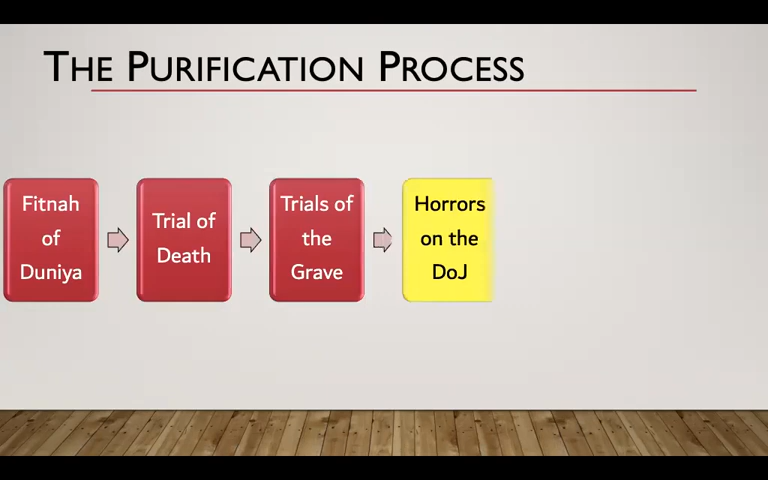 THE PURIFICATION PROCESS
Fitnah
of
Duniya
Trial of
Death
Trials of
the
Grave
Horrors
on the
DoJ